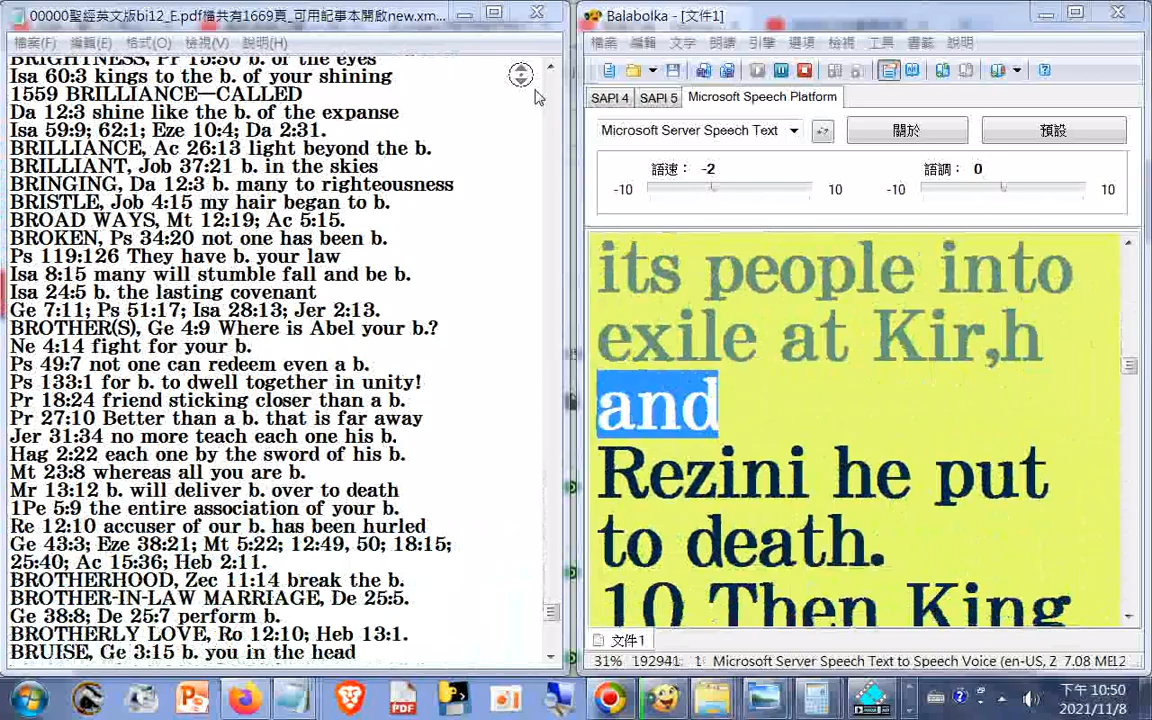 00000聖經英文版bi12_E.pdf檔共有1669頁_可用記事本開啟new.xm...
檔案(F) 編輯(E) 格式(O) 檢視(V) 說明(H)
BRIGHTNESS, Pr 15:30 b. of the eyes
Isa 60:3 kings to the b. of your shining
1559 BRILLIANCE—CALLED
Da 12:3 shine like the b. of the expanse
Isa 59:9; 62:1; Eze 10:4; Da 2:31.
BRILLIANCE, Ac 26:13 light beyond the b.
BRILLIANT, Job 37:21 b. in the skies
BRINGING, Da 12:3 b. many to righteousness
BRISTLE, Job 4:15 my hair began to b.
BROAD WAYS, Mt 12:19; Ac 5:15.
BROKEN, Ps 34:20 not one has been b.
Ps 119:126 They have b. your law
Isa 8:15 many will stumble fall and be b.
Isa 24:5 b. the lasting covenant
Ge 7:11; Ps 51:17; Isa 28:13; Jer 2:13.
BROTHER(S), Ge 4:9 Where is Abel your b.?
Ne 4:14 fight for your b.
Ps 49:7 not one can redeem even a b.
Ps 133:1 for b. to dwell together in unity!
Pr 18:24 friend sticking closer than a b.
Pr 27:10 Better than a b. that is far away
Jer 31:34 no more teach each one his b.
Hag 2:22 each one by the sword of his b.
Mt 23:8 whereas all you are b.
Mr 13:12 b. will deliver b. over to death
1Pe 5:9 the entire association of your b.
Re 12:10 accuser of our b. has been hurled
Ge 43:3; Eze 38:21; Mt 5:22; 12:49, 50; 18:15;
25:40; Ac 15:36; Heb 2:11.
BROTHERHOOD, Zec 11:14 break the b.
BROTHER-IN-LAW MARRIAGE, De 25:5.
Ge 38:8; De 25:7 perform b.
BROTHERLY LOVE, Ro 12:10; Heb 13:1.
BRUISE, Ge 3:15 b. you in the head
Balabolka - [文件1]
檔案 編輯 文字 朗讀 引擎 選項 檢視 工具 書籤 說明
SAPI 4 SAPI 5 Microsoft Speech Platform
Microsoft Server Speech Text 關於 預設
語速： -2 語調： 0
-10 10 -10 10
its people into
exile at Kir,h
and
Rezini he put
to death.
10 Then King
文件1
31% 192941: 1 Microsoft Server Speech Text to Speech Voice (en-US, Z 7.08 ME12
下午 10:50
2021/11/8